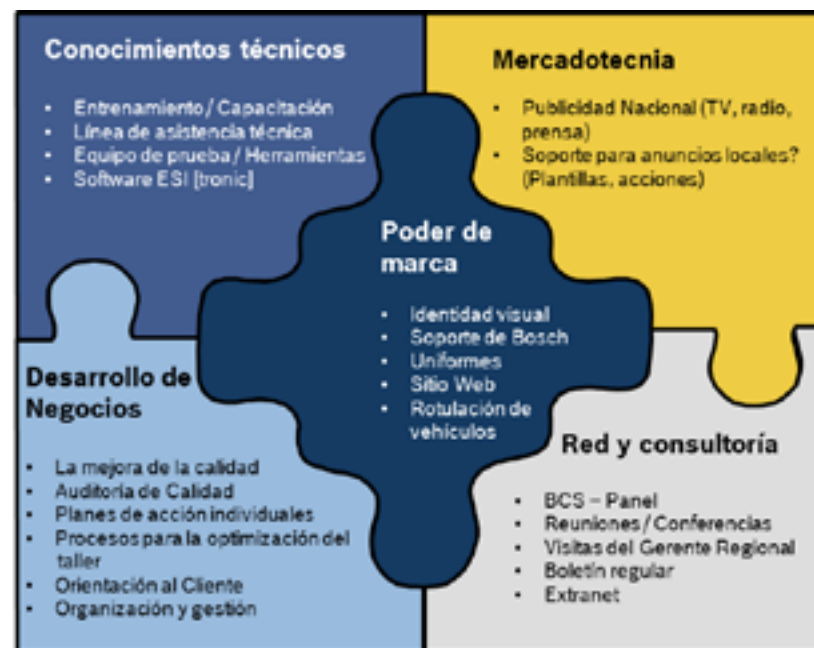 Conocimientos técnicos
• Entrenamiento / Capacitación
• Línea de asistencia técnica
• Equipo de prueba / Herramientas
• Software ESI [tronic]
Mercadotecnia
• Publicidad Nacional (TV, radio,
prensa)
• Soporte para anuncios locales?
(Plantillas, acciones)
Poder de
marca
• Identidad visual
• Soporte de Bosch
• Uniformes
• Sitio Web
• Rotulación de
vehículos
Desarrollo de
Negocios
• La mejora de la calidad
• Auditoría de Calidad
• Planes de acción individuales
• Procesos para la optimización del
taller
• Orientación al Cliente
• Organización y gestión
Red y consultoría
• BCS – Panel
• Reuniones / Conferencias
• Visitas del Gerente Regional
• Boletín regular
• Extranet